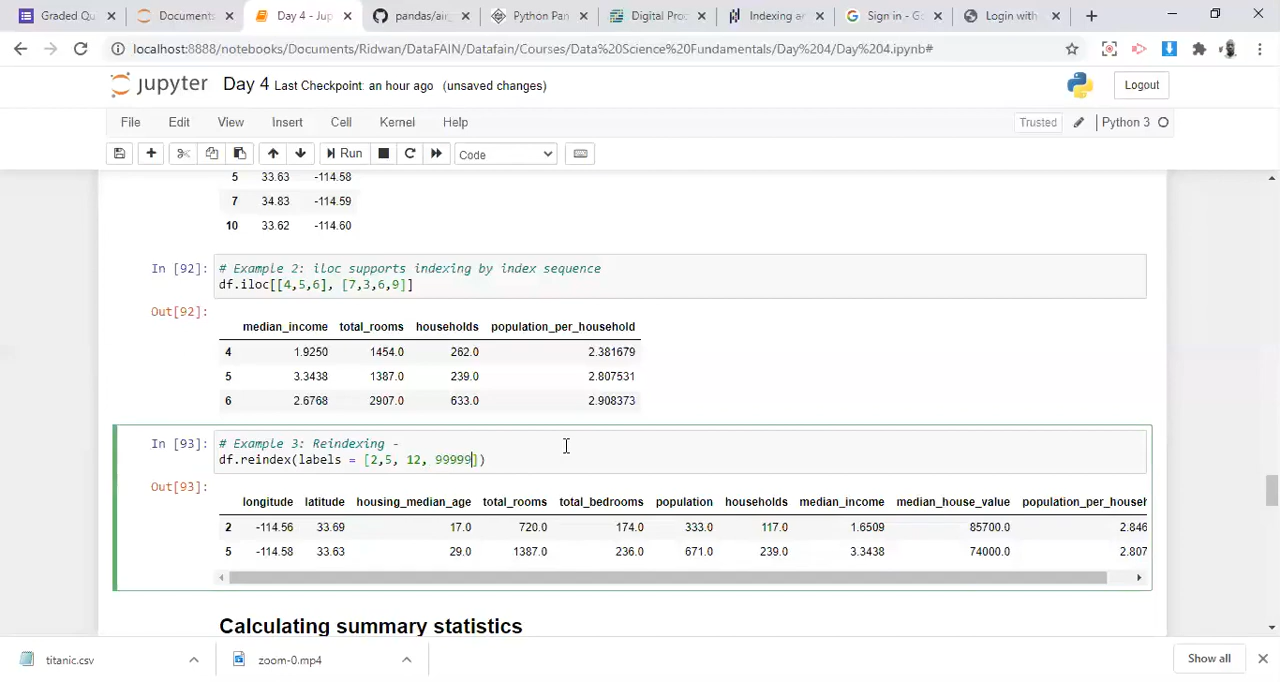 Graded Qu
Documents
Day 4 - Jup
pandas/air
Python Pan
Digital Pro
Indexing ar
Sign in - G
Login with
localhost:8888/notebooks/Documents/Ridwan/DataFAIN/Datafain/Courses/Data%20Science%20Fundamentals/Day%204/Day%204.ipynb#
jupyter Day 4 Last Checkpoint: an hour ago (unsaved changes)
Logout
File Edit View Insert Cell Kernel Help
Trusted Python 3
Run Code
5 33.63 -114.58
7 34.83 -114.59
10 33.62 -114.60
In [92]: # Example 2: iloc supports indexing by index sequence
df.iloc[[4,5,6], [7,3,6,9]]
Out[92]:
median_income total_rooms households population_per_household
4 1.9250 1454.0 262.0 2.381679
5 3.3438 1387.0 239.0 2.807531
6 2.6768 2907.0 633.0 2.908373
In [93]: # Example 3: Reindexing -
df.reindex(labels = [2,5, 12, 99999])
Out[93]:
longitude latitude housing_median_age total_rooms total_bedrooms population households median_income median_house_value population_per_househ
2 -114.56 33.69 17.0 720.0 174.0 333.0 117.0 1.6509 85700.0 2.846
5 -114.58 33.63 29.0 1387.0 236.0 671.0 239.0 3.3438 74000.0 2.807
Calculating summary statistics
titanic.csv
zoom-0.mp4
Show all